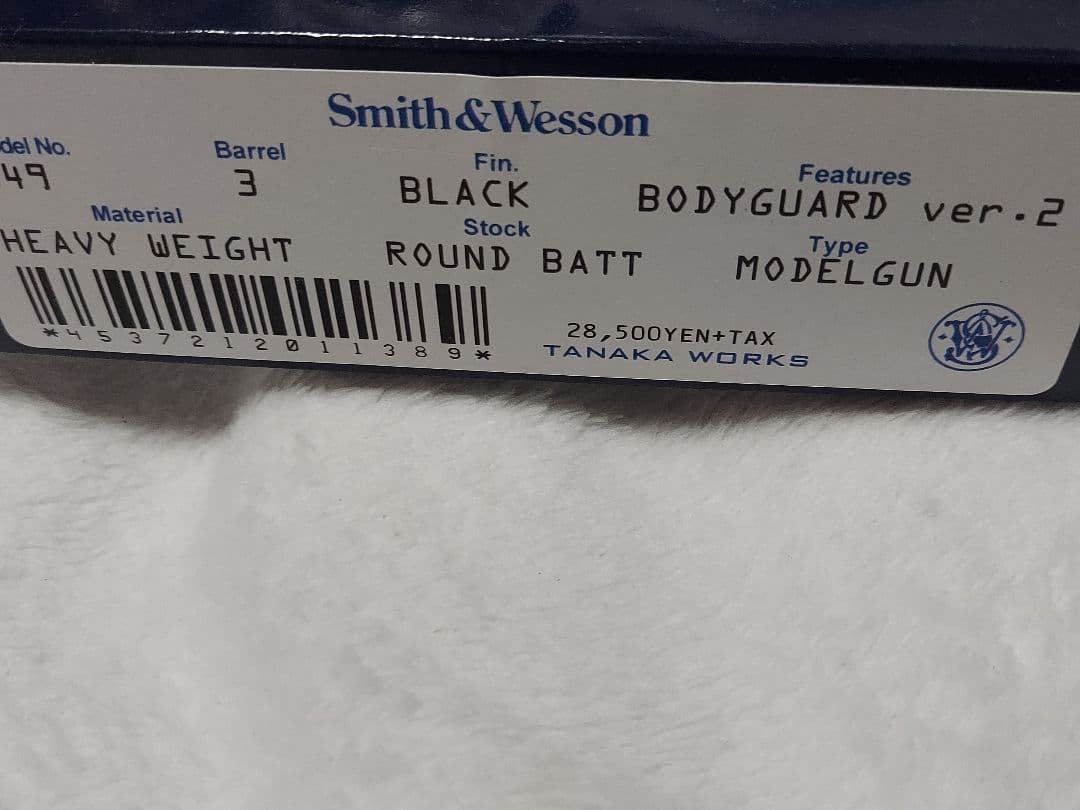 Smith&Wesson
del No. Barrel Fin. Features
49 3 BLACK BODYGUARD ver.2
Material Stock Type
HEAVY WEIGHT ROUND BATT MODELGUN
*4537212011389* 28,500YEN+TAX
TANAKA WORKS